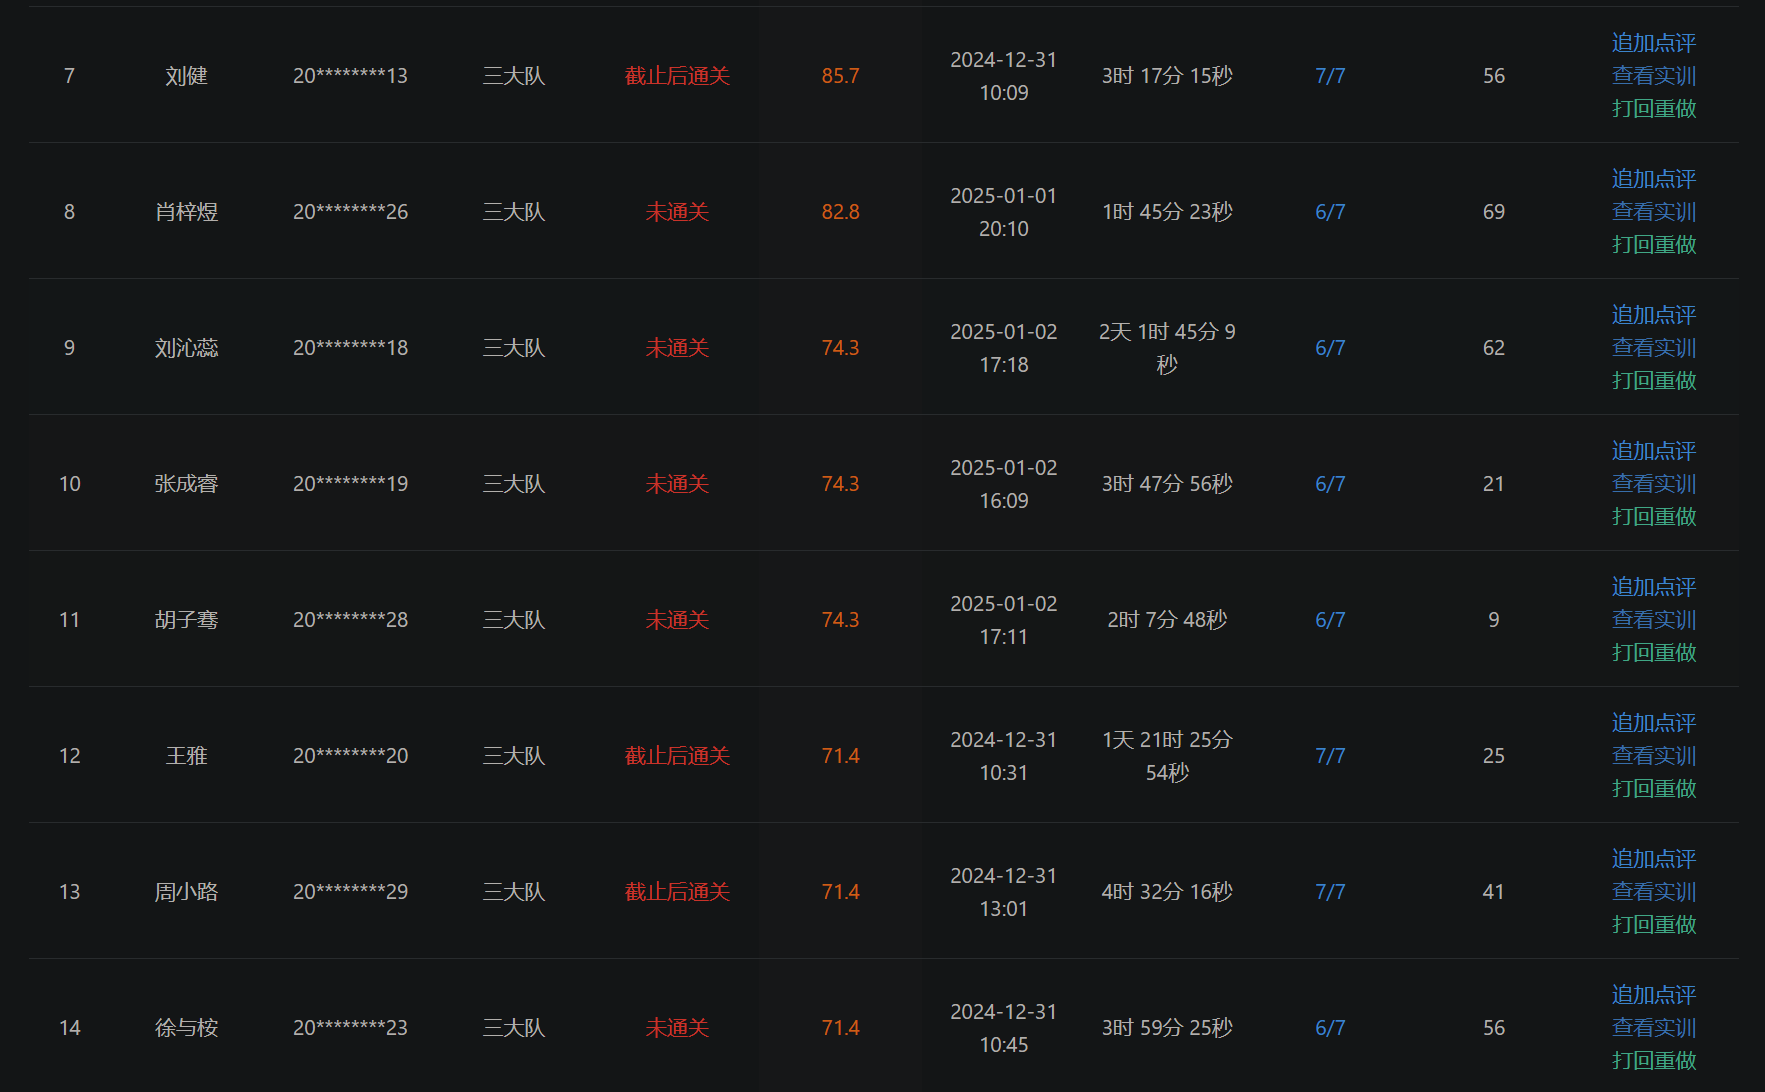 7 刘健 20********13 三大队 截止后通关 85.7 2024-12-31 10:09 3时 17分 15秒 7/7 56 追加点评 查看实训 打回重做
8 肖梓煜 20********26 三大队 未通关 82.8 2025-01-01 20:10 1时 45分 23秒 6/7 69 追加点评 查看实训 打回重做
9 刘沁蕊 20********18 三大队 未通关 74.3 2025-01-02 17:18 2天 1时 45分 9秒 6/7 62 追加点评 查看实训 打回重做
10 张成睿 20********19 三大队 未通关 74.3 2025-01-02 16:09 3时 47分 56秒 6/7 21 追加点评 查看实训 打回重做
11 胡子骞 20********28 三大队 未通关 74.3 2025-01-02 17:11 2时 7分 48秒 6/7 9 追加点评 查看实训 打回重做
12 王雅 20********20 三大队 截止后通关 71.4 2024-12-31 10:31 1天 21时 25分 54秒 7/7 25 追加点评 查看实训 打回重做
13 周小路 20********29 三大队 截止后通关 71.4 2024-12-31 13:01 4时 32分 16秒 7/7 41 追加点评 查看实训 打回重做
14 徐与桉 20********23 三大队 未通关 71.4 2024-12-31 10:45 3时 59分 25秒 6/7 56 追加点评 查看实训 打回重做